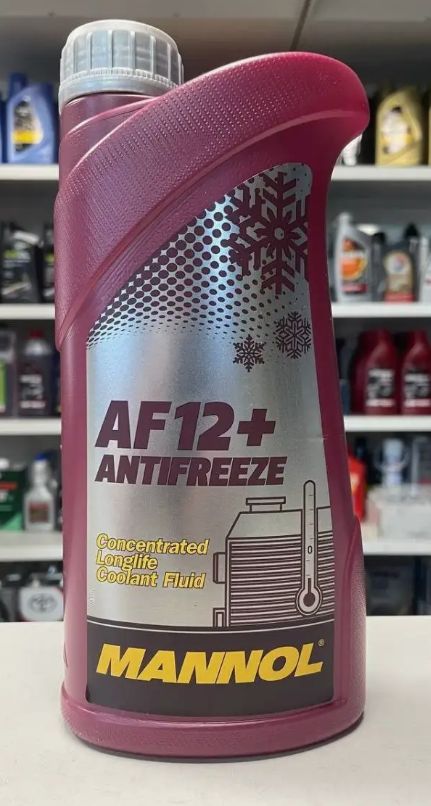 AF12+
ANTIFREEZE
Concentrated
Longlife
Coolant Fluid
MANNOL®